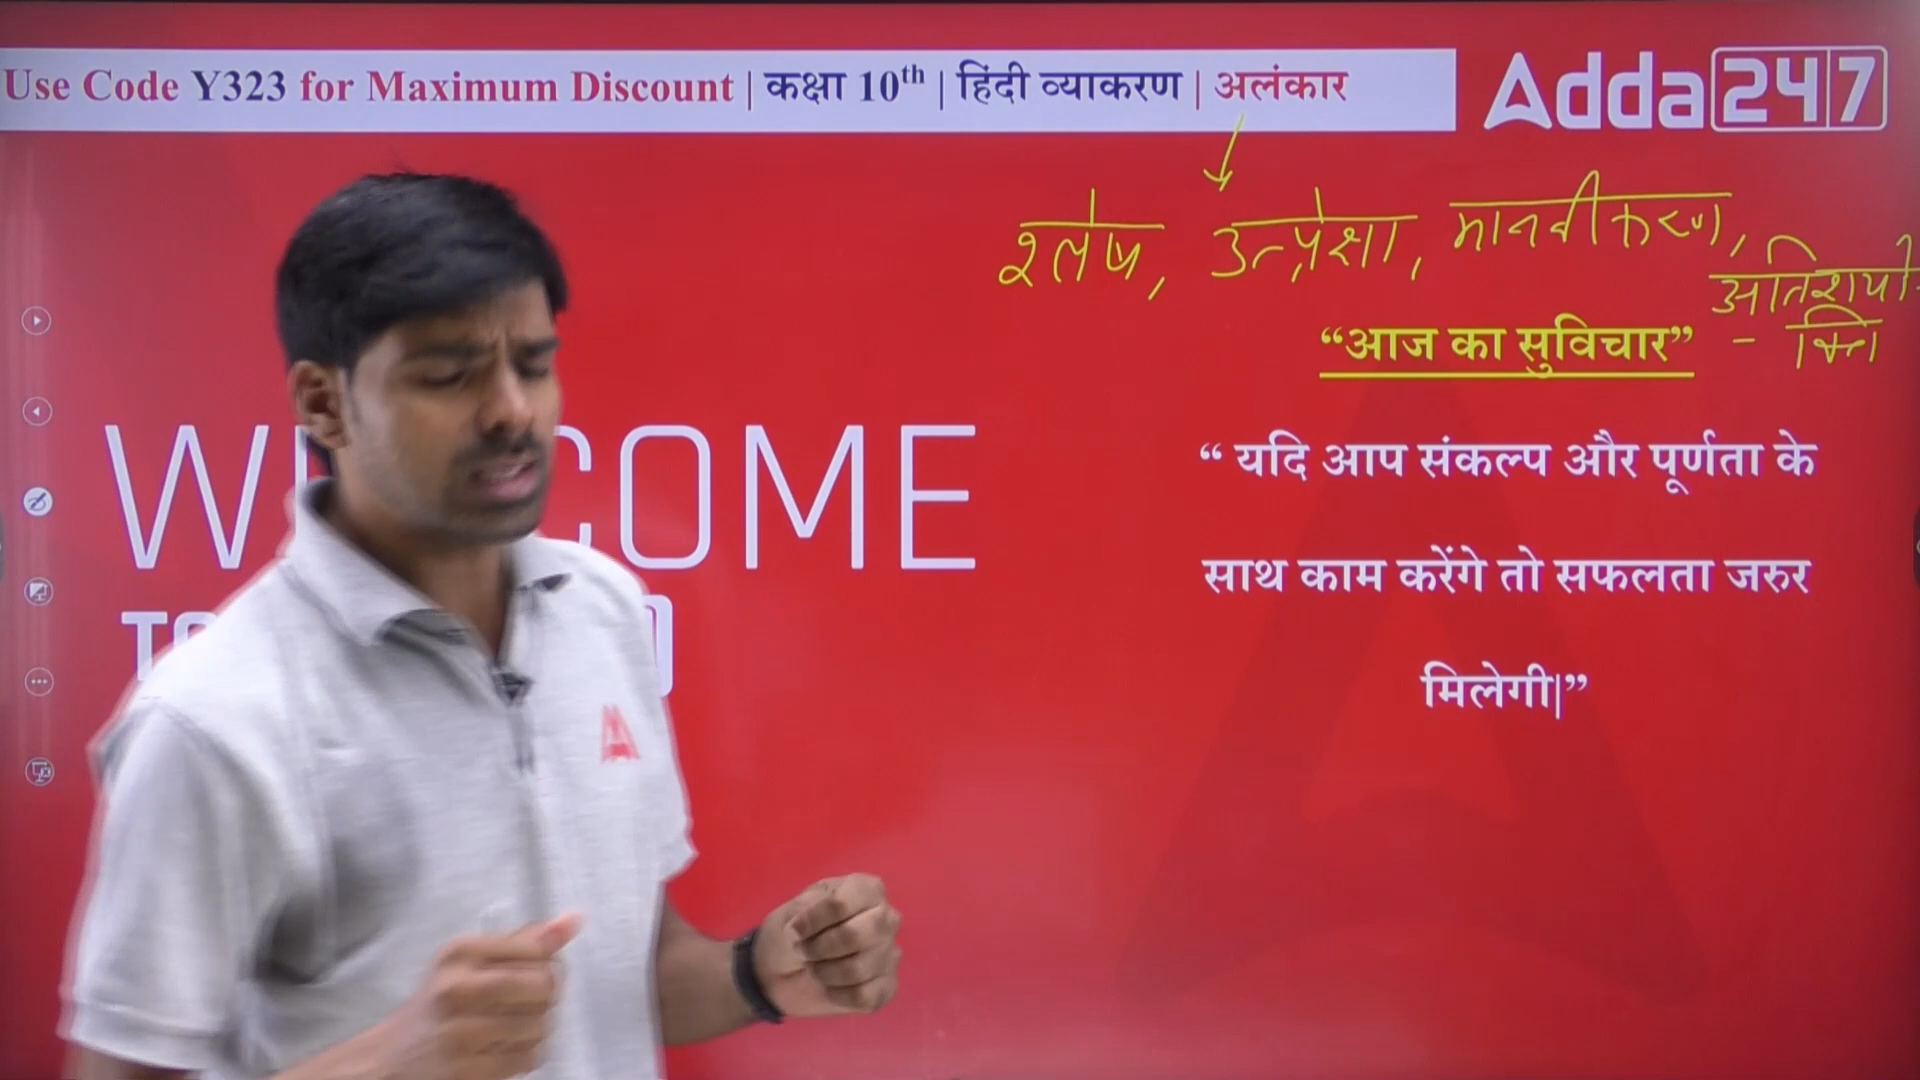 Use Code Y323 for Maximum Discount | कक्षा 10th | हिंदी व्याकरण | अलंकार
Adda247
श्लेष, उत्प्रेक्षा, मानवीकरण,
अतिशयो-
- क्ति
“आज का सुविचार”
“ यदि आप संकल्प और पूर्णता के
साथ काम करेंगे तो सफलता जरुर
मिलेगी|”
COME